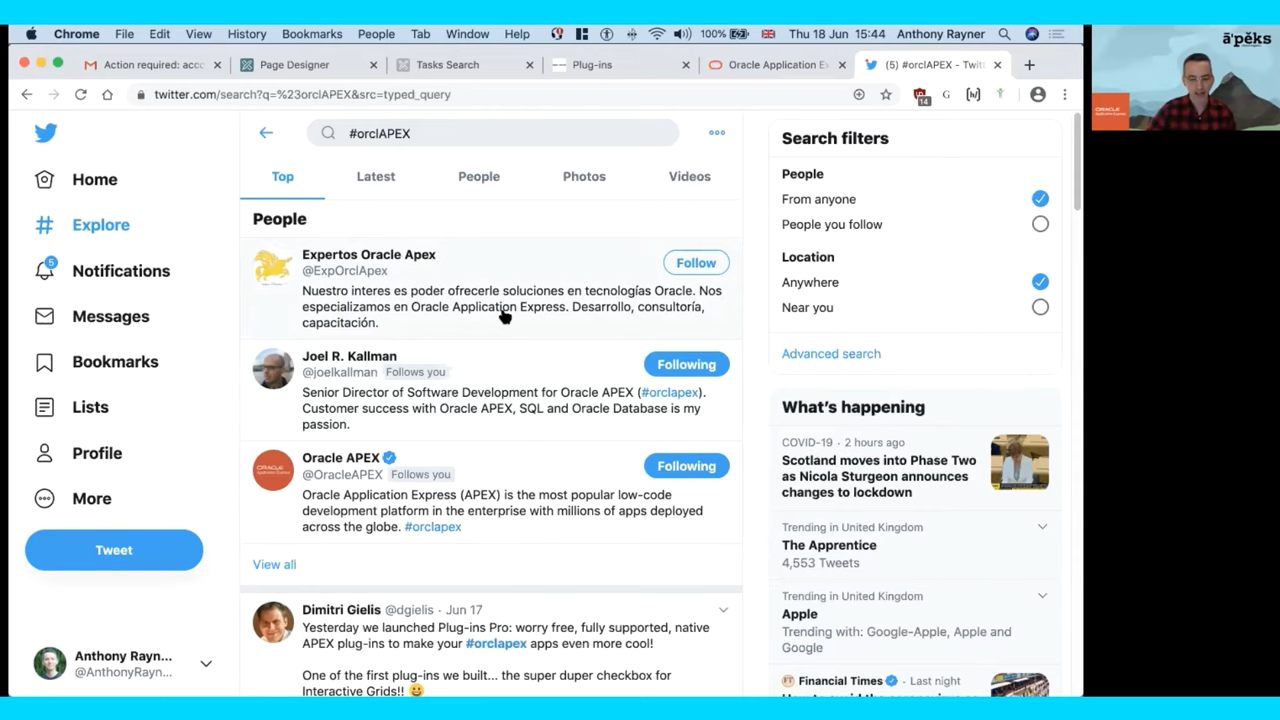 Chrome File Edit View History Bookmarks People Tab Window Help 100% Thu 18 Jun 15:44 Anthony Rayner
Action required: acc
Page Designer
Tasks Search
Plug-ins
Oracle Application E
(5) #orclAPEX - Twit
twitter.com/search?q=%23orclAPEX&src=typed_query
14
āpĕks
ORACLE
#orclAPEX
Top Latest People Photos Videos
Home
Explore
5
Notifications
Messages
Bookmarks
Lists
Profile
More
Tweet
Anthony Rayn...
@AnthonyRayn...
People
Expertos Oracle Apex
@ExpOrclApex
Follow
Nuestro interes es poder ofrecerle soluciones en tecnologías Oracle. Nos
especializamos en Oracle Application Express. Desarrollo, consultoría,
capacitación.
Joel R. Kallman
@joelkallman Follows you
Following
Senior Director of Software Development for Oracle APEX (#orclapex).
Customer success with Oracle APEX, SQL and Oracle Database is my
passion.
Oracle APEX
@OracleAPEX Follows you
Following
ORACLE
Oracle Application Express (APEX) is the most popular low-code
development platform in the enterprise with millions of apps deployed
across the globe. #orclapex
View all
Dimitri Gielis @dgielis · Jun 17
Yesterday we launched Plug-ins Pro: worry free, fully supported, native
APEX plug-ins to make your #orclapex apps even more cool!
One of the first plug-ins we built... the super duper checkbox for
Interactive Grids!!
Search filters
People
From anyone
People you follow
Location
Anywhere
Near you
Advanced search
What's happening
COVID-19 · 2 hours ago
Scotland moves into Phase Two
as Nicola Sturgeon announces
changes to lockdown
Trending in United Kingdom
The Apprentice
4,553 Tweets
Trending in United Kingdom
Apple
Trending with: Google-Apple, Apple and
Google
Financial Times · Last night